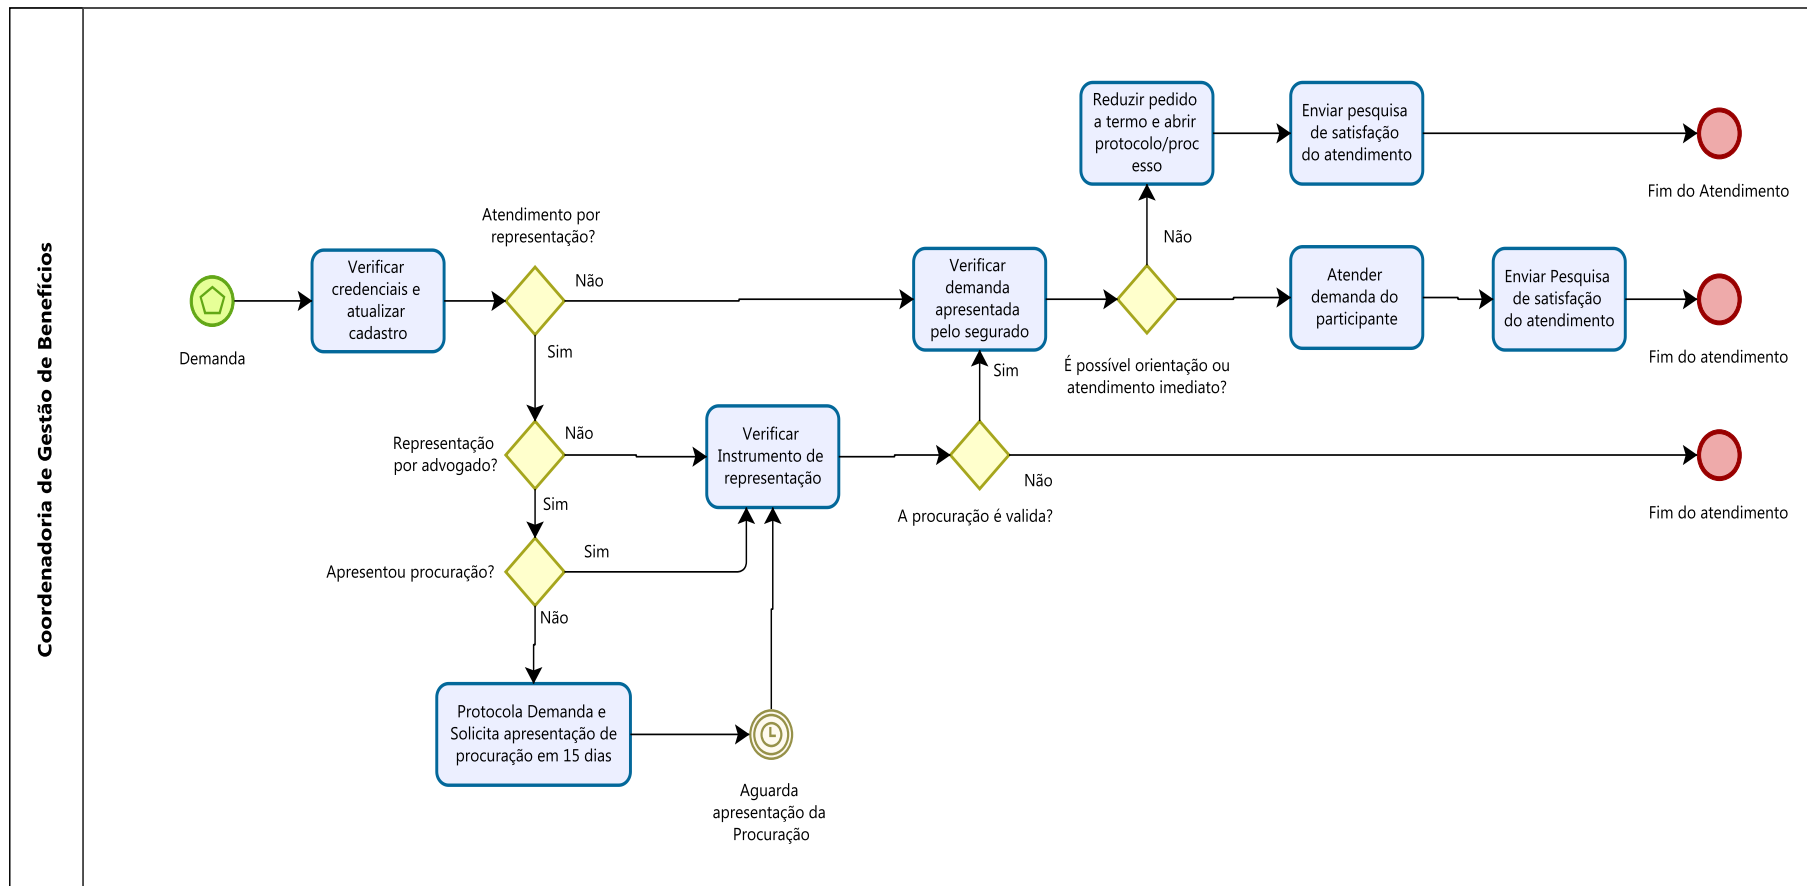 Coordenadoria de Gestão de Benefícios
Demanda
Verificar
credenciais e
atualizar
cadastro
Atendimento por
representação?
Não
Sim
Representação
por advogado?
Não
Sim
Apresentou procuração?
Sim
Não
Protocola Demanda e
Solicita apresentação de
procuração em 15 dias
Aguarda
apresentação da
Procuração
Verificar
Instrumento de
representação
A procuração é valida?
Sim
Não
Verificar
demanda
apresentada
pelo segurado
É possível orientação ou
atendimento imediato?
Não
Reduzir pedido
a termo e abrir
protocolo/proc
esso
Enviar pesquisa
de satisfação
do atendimento
Fim do Atendimento
Atender
demanda do
participante
Enviar Pesquisa
de satisfação
do atendimento
Fim do atendimento
Fim do atendimento